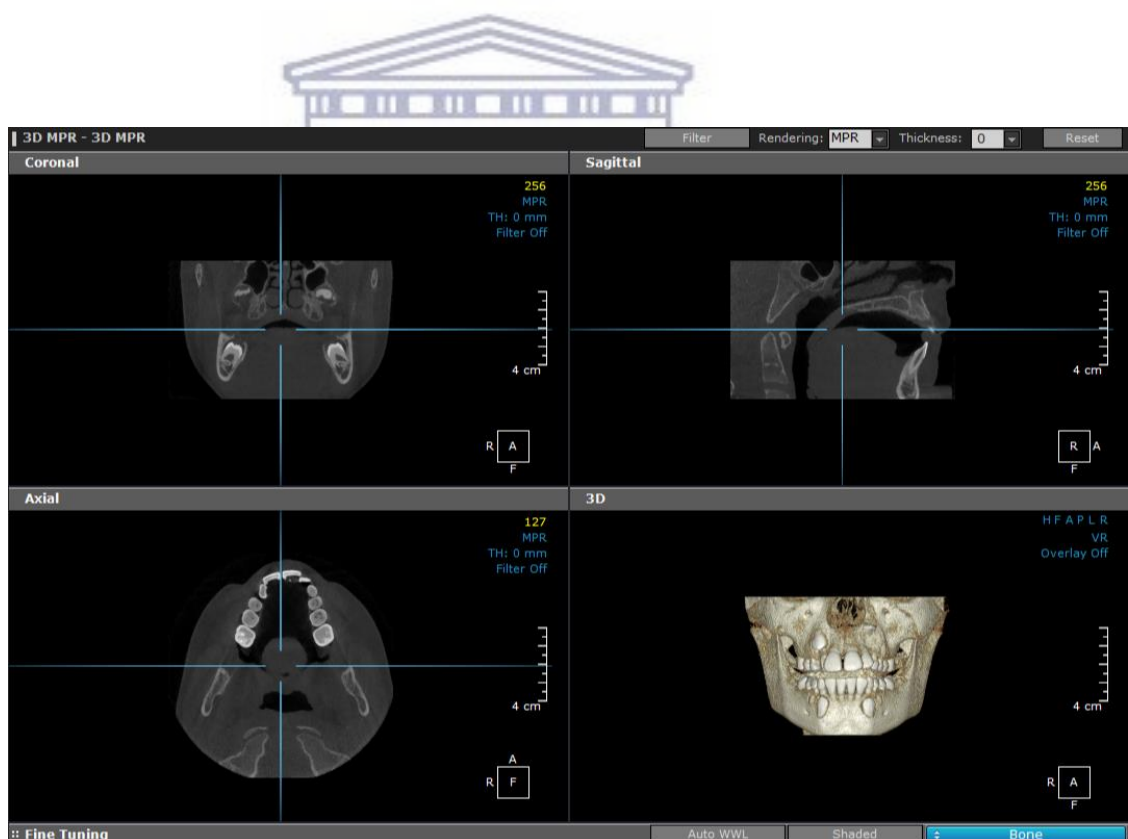 3D MPR - 3D MPR Filter Rendering: MPR Thickness: 0 Reset
Coronal
256
MPR
TH: 0 mm
Filter Off
4 cm
R A
F
Sagittal
256
MPR
TH: 0 mm
Filter Off
4 cm
R A
F
Axial
127
MPR
TH: 0 mm
Filter Off
4 cm
A
R F
3D
H F A P L R
VR
Overlay Off
4 cm
R A
F
Fine Tuning Auto WWL Shaded Bone